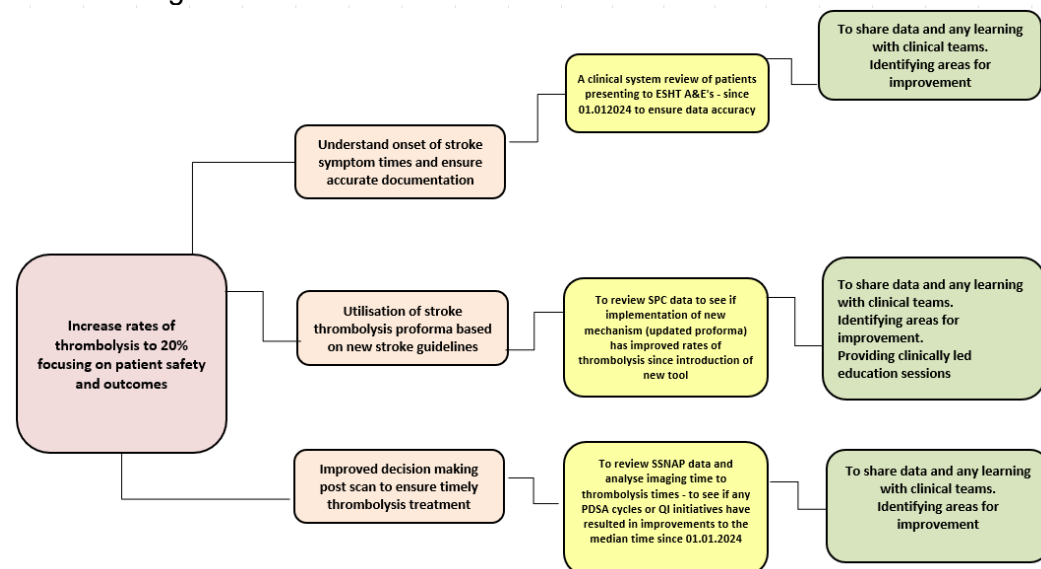 Increase rates of
thrombolysis to 20%
focusing on patient safety
and outcomes
Understand onset of stroke
symptom times and ensure
accurate documentation
A clinical system review of patients
presenting to ESHT A&E's - since
01.012024 to ensure data accuracy
To share data and any learning
with clinical teams.
Identifying areas for
improvement
Utilisation of stroke
thrombolysis proforma based
on new stroke guidelines
To review SPC data to see if
implementation of new
mechanism (updated proforma)
has improved rates of
thrombolysis since introduction of
new tool
To share data and any learning
with clinical teams.
Identifying areas for
improvement.
Providing clinically led
education sessions
Improved decision making
post scan to ensure timely
thrombolysis treatment
To review SSNAP data and
analyse imaging time to
thrombolysis times - to see if any
PDSA cycles or QI initiatives have
resulted in improvements to the
median time since 01.01.2024
To share data and any learning
with clinical teams.
Identifying areas for
improvement